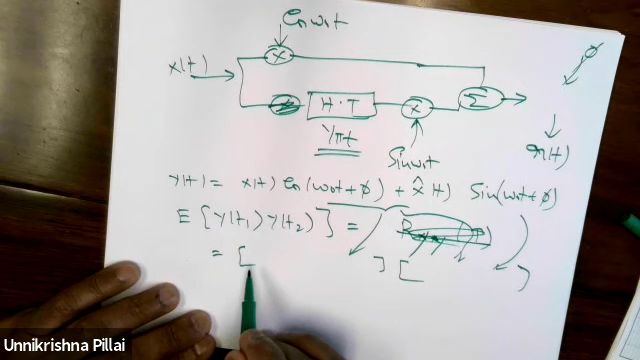 cos ω₀t
x(t)
×
H·T
×
Σ
1/πt
sin ω₀t
φ
y(t) = x(t) cos(ω₀t + φ) + x̂(t) sin(ω₀t + φ)
E[y(t₁) y(t₂)] =
= [ ] [ ]
Unnikrishna Pillai